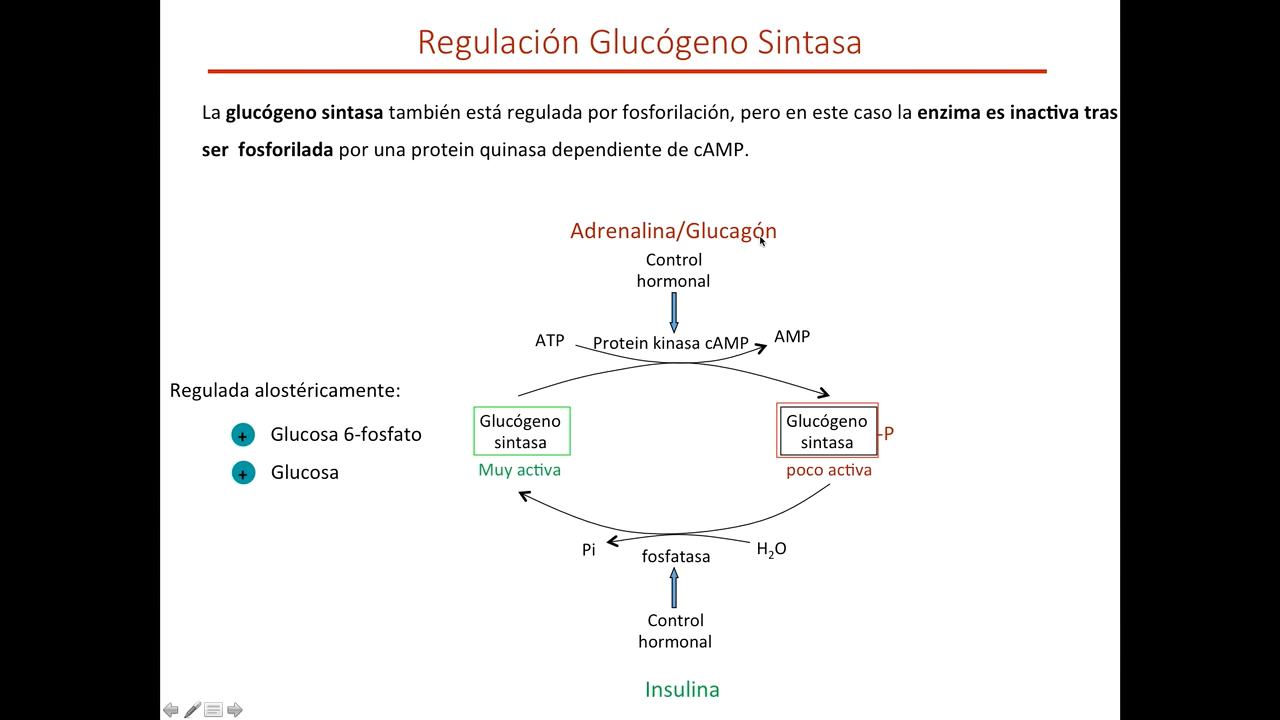 Regulación Glucógeno Sintasa
La glucógeno sintasa también está regulada por fosforilación, pero en este caso la enzima es inactiva tras
ser fosforilada por una protein quinasa dependiente de cAMP.
Adrenalina/Glucagón
Control
hormonal
ATP
Protein kinasa cAMP
AMP
Regulada alostéricamente:
+ Glucosa 6-fosfato
+ Glucosa
Glucógeno
sintasa
Muy activa
Glucógeno
sintasa
-P
poco activa
Pi
fosfatasa
H₂O
Control
hormonal
Insulina